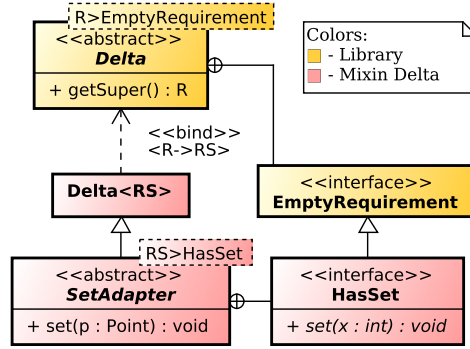 R>EmptyRequirement
<<abstract>>
Delta
+ getSuper() : R
Colors:
- Library
- Mixin Delta
<<bind>>
<R->RS>
Delta<RS>
<<interface>>
EmptyRequirement
RS>HasSet
<<abstract>>
SetAdapter
+ set(p : Point) : void
<<interface>>
HasSet
+ set(x : int) : void